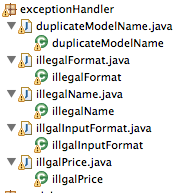 exceptionHandler
duplicateModelName.java
duplicateModelName
illegalFormat.java
illegalFormat
illegalName.java
illegalName
illgalInputFormat.java
illgalInputFormat
illgalPrice.java
illgalPrice